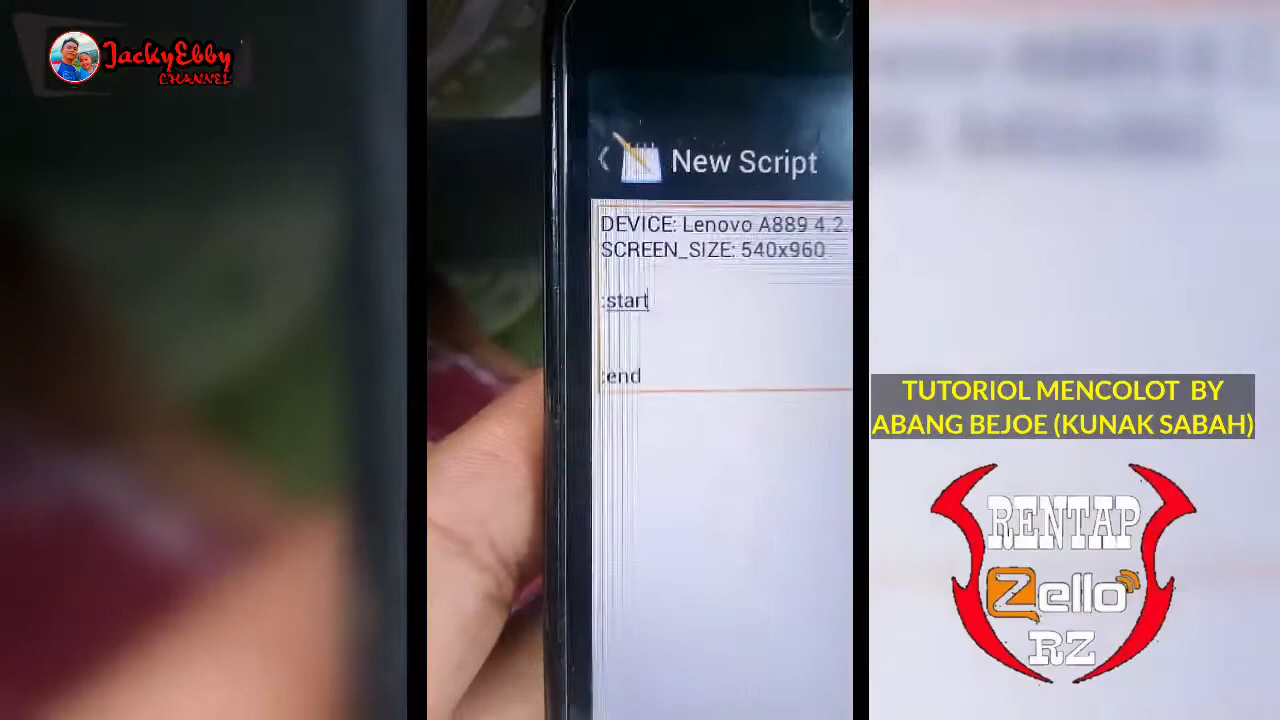 JackyEbby
CHANNEL
New Script
DEVICE: Lenovo A889 4.2
SCREEN_SIZE: 540x960
:start
:end
TUTORIOL MENCOLOT BY
ABANG BEJOE (KUNAK SABAH)
RENTAP
Zello
RZ